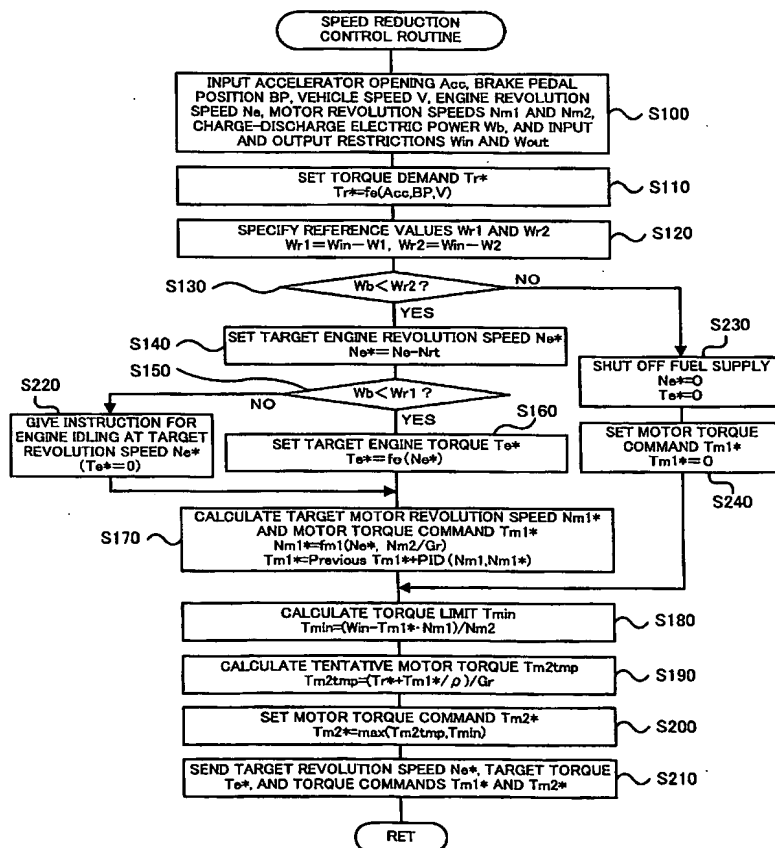 SPEED REDUCTION
CONTROL ROUTINE
INPUT ACCELERATOR OPENING Acc, BRAKE PEDAL
POSITION BP, VEHICLE SPEED V, ENGINE REVOLUTION
SPEED Ne, MOTOR REVOLUTION SPEEDS Nm1 AND Nm2,
CHARGE-DISCHARGE ELECTRIC POWER Wb, AND INPUT
AND OUTPUT RESTRICTIONS Win AND Wout
S100
SET TORQUE DEMAND Tr*
Tr*=fe(Acc,BP,V)
S110
SPECIFY REFERENCE VALUES Wr1 AND Wr2
Wr1=Win-W1, Wr2=Win-W2
S120
S130
Wb<Wr2?
NO
YES
S140
SET TARGET ENGINE REVOLUTION SPEED Ne*
Ne*=Ne-Nrt
S230
SHUT OFF FUEL SUPPLY
Ne*=0
Te*=0
S150
Wb<Wr1?
NO
YES
S220
GIVE INSTRUCTION FOR
ENGINE IDLING AT TARGET
REVOLUTION SPEED Ne*
(Te*=0)
S160
SET TARGET ENGINE TORQUE Te*
Te*=fe(Ne*)
SET MOTOR TORQUE
COMMAND Tm1*
Tm1*=0
S240
S170
CALCULATE TARGET MOTOR REVOLUTION SPEED Nm1*
AND MOTOR TORQUE COMMAND Tm1*
Nm1*=fm1(Ne*, Nm2/Gr)
Tm1*=Previous Tm1*+PID(Nm1,Nm1*)
CALCULATE TORQUE LIMIT Tmin
Tmin=(Win-Tm1*·Nm1)/Nm2
S180
CALCULATE TENTATIVE MOTOR TORQUE Tm2tmp
Tm2tmp=(Tr*+Tm1*/ρ)/Gr
S190
SET MOTOR TORQUE COMMAND Tm2*
Tm2*=max(Tm2tmp,Tmin)
S200
SEND TARGET REVOLUTION SPEED Ne*, TARGET TORQUE
Te*, AND TORQUE COMMANDS Tm1* AND Tm2*
S210
RET